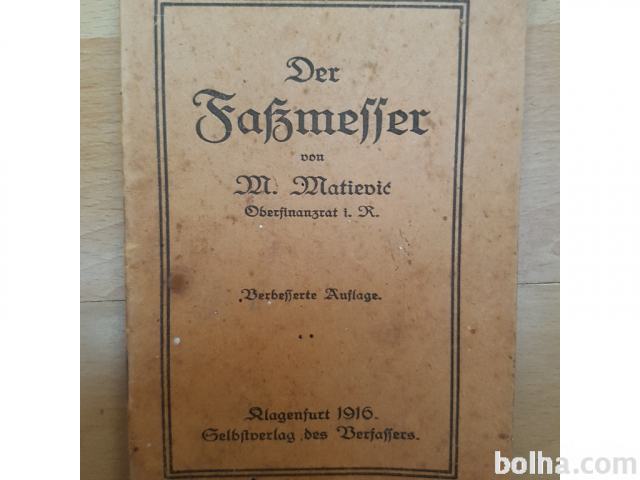 Der
Faßmesser
von
M. Matievič
Oberfinanzrat i. R.
Verbesserte Auflage.
Klagenfurt 1916.
Selbstverlag des Verfassers.
bolha.com